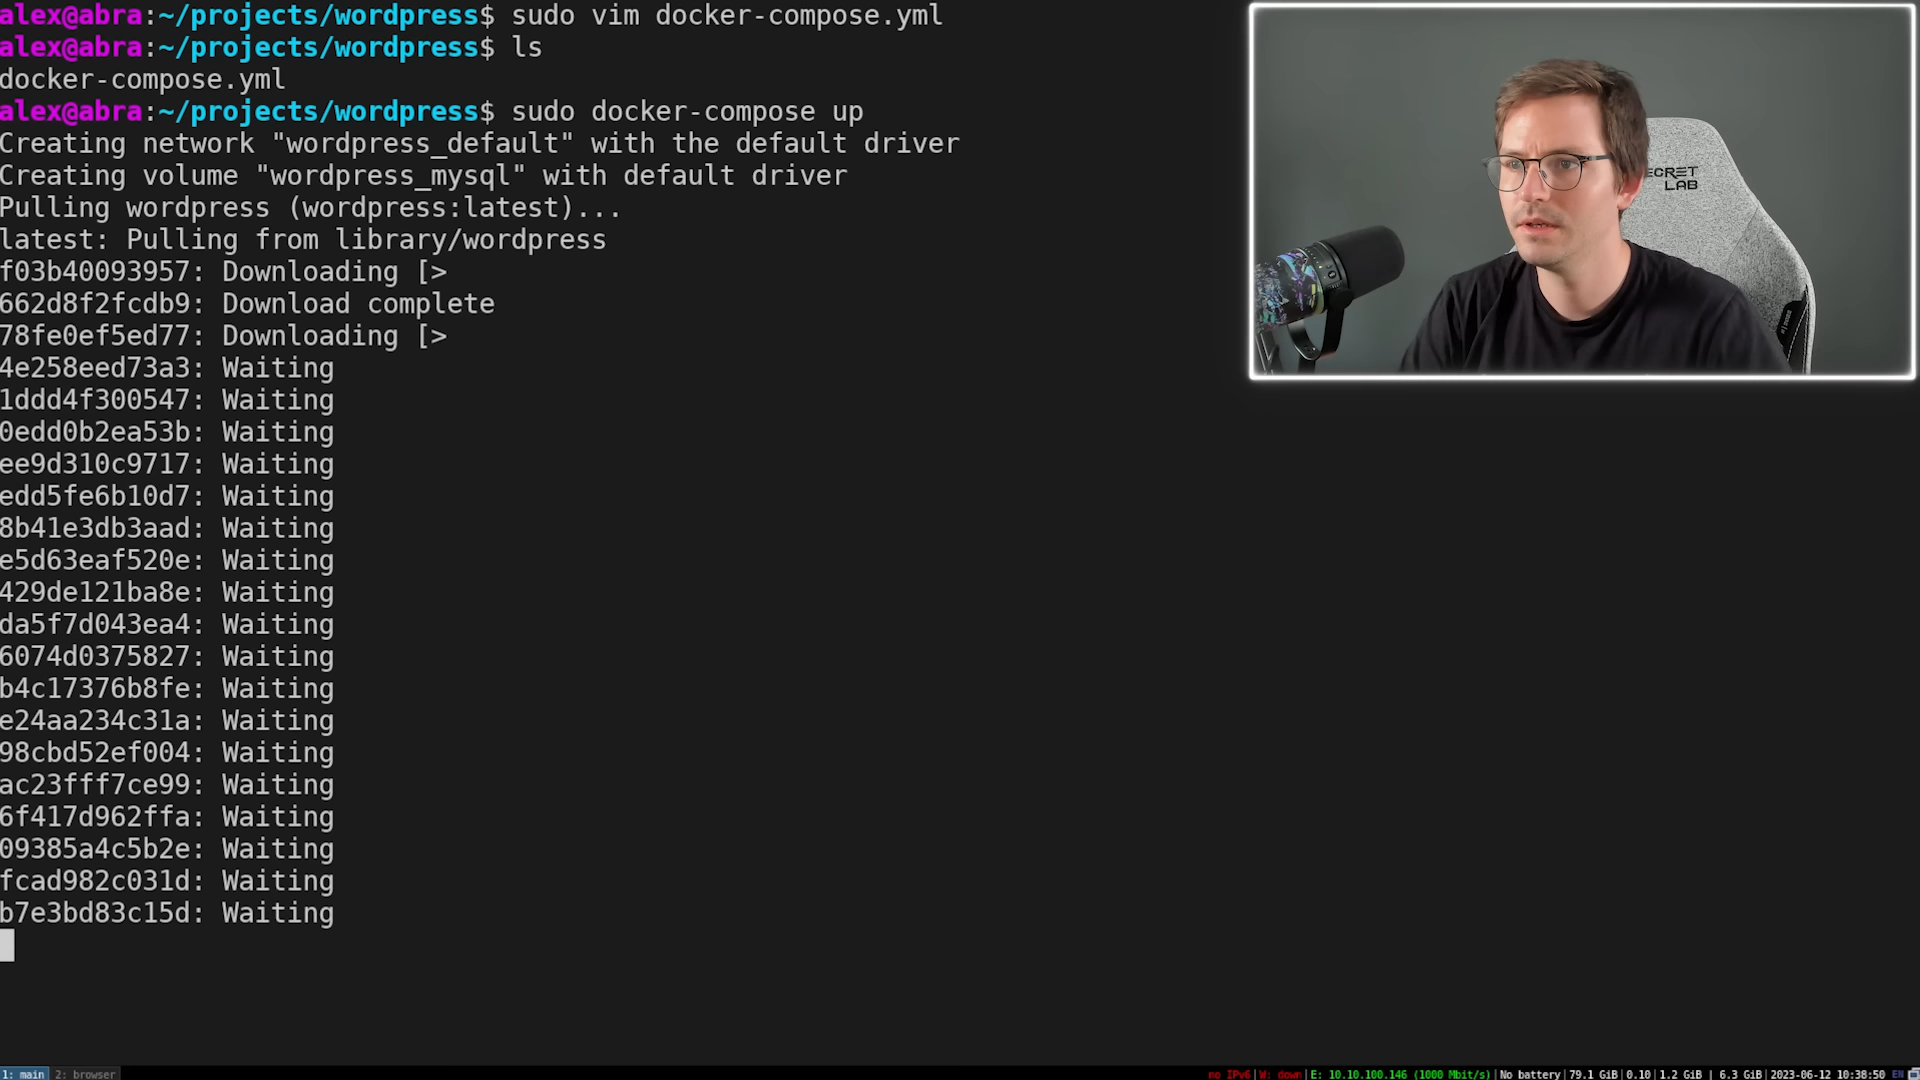 alex@abra:~/projects/wordpress$ sudo vim docker-compose.yml
alex@abra:~/projects/wordpress$ ls
docker-compose.yml
alex@abra:~/projects/wordpress$ sudo docker-compose up
Creating network "wordpress_default" with the default driver
Creating volume "wordpress_mysql" with default driver
Pulling wordpress (wordpress:latest)...
latest: Pulling from library/wordpress
f03b40093957: Downloading [>
662d8f2fcdb9: Download complete
78fe0ef5ed77: Downloading [>
4e258eed73a3: Waiting
1ddd4f300547: Waiting
0edd0b2ea53b: Waiting
ee9d310c9717: Waiting
edd5fe6b10d7: Waiting
8b41e3db3aad: Waiting
e5d63eaf520e: Waiting
429de121ba8e: Waiting
da5f7d043ea4: Waiting
6074d0375827: Waiting
b4c17376b8fe: Waiting
e24aa234c31a: Waiting
98cbd52ef004: Waiting
ac23fff7ce99: Waiting
6f417d962ffa: Waiting
09385a4c5b2e: Waiting
fcad982c031d: Waiting
b7e3bd83c15d: Waiting
ECRET
LAB
1: main 2: browser
no IPv6|W: down|E: 10.10.100.146 (1000 Mbit/s)|No battery|79.1 GiB|0.10|1.2 GiB | 6.3 GiB|2023-06-12 10:38:50 EN